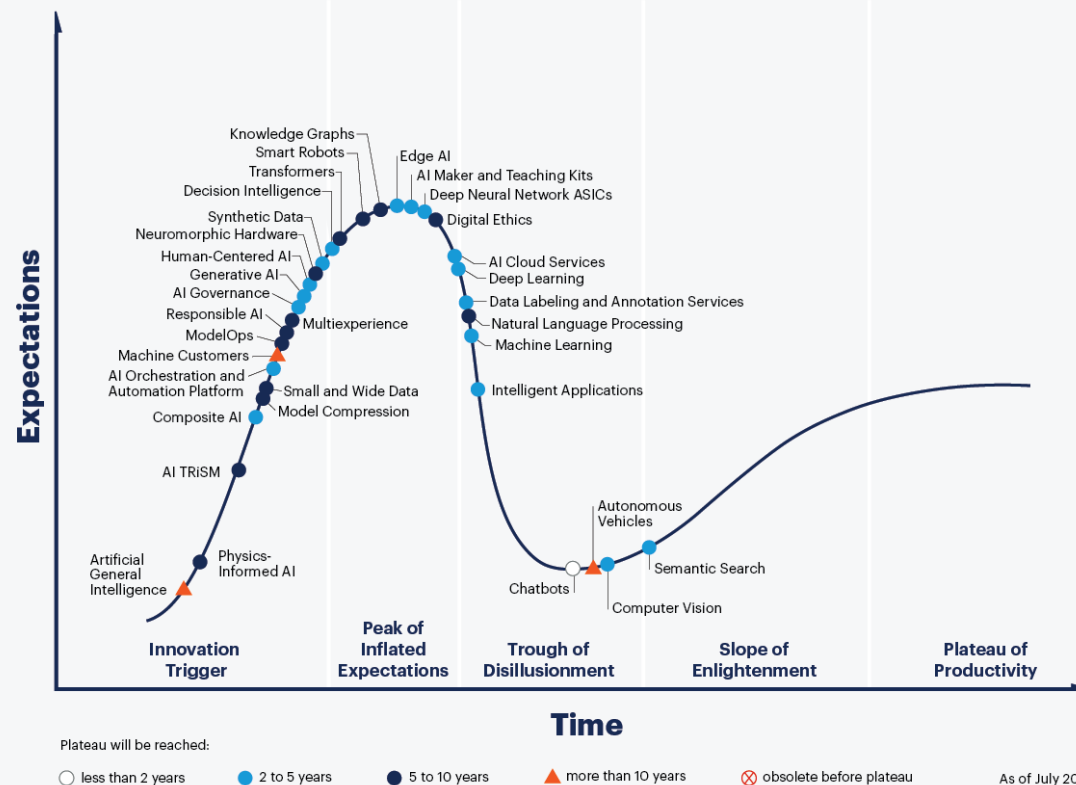 Knowledge Graphs
Smart Robots
Transformers
Decision Intelligence
Synthetic Data
Neuromorphic Hardware
Human-Centered AI
Generative AI
AI Governance
Responsible AI
Multiexperience
ModelOps
Machine Customers
AI Orchestration and
Automation Platform
Small and Wide Data
Model Compression
Composite AI
AI TRiSM
Physics-
Informed AI
Artificial
General
Intelligence
Edge AI
AI Maker and Teaching Kits
Deep Neural Network ASICs
Digital Ethics
AI Cloud Services
Deep Learning
Data Labeling and Annotation Services
Natural Language Processing
Machine Learning
Intelligent Applications
Autonomous
Vehicles
Chatbots
Semantic Search
Computer Vision
Expectations
Innovation
Trigger
Peak of
Inflated
Expectations
Trough of
Disillusionment
Slope of
Enlightenment
Plateau of
Productivity
Time
Plateau will be reached:
less than 2 years
2 to 5 years
5 to 10 years
more than 10 years
obsolete before plateau
As of July